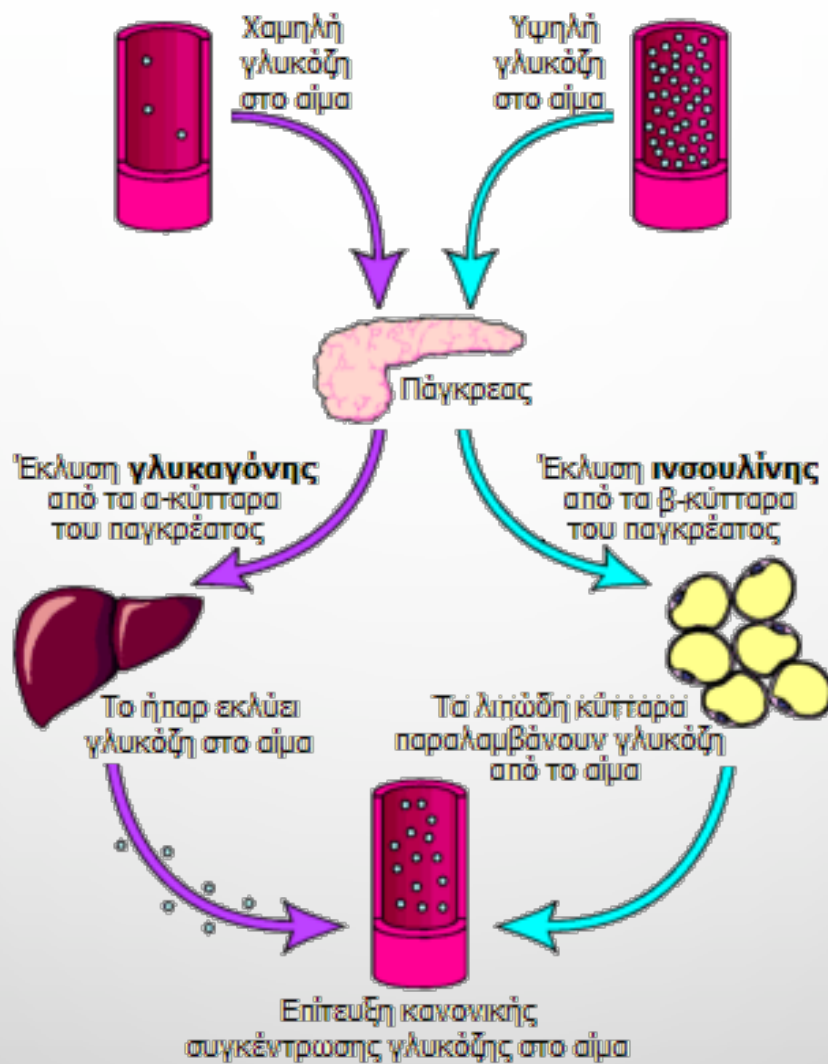 Χαμηλή
γλυκόζη
στο αίμα
Υψηλή
γλυκόζη
στο αίμα
Πάγκρεας
Έκλυση γλυκαγόνης
από τα α-κύτταρα
του παγκρέατος
Έκλυση ινσουλίνης
από τα β-κύτταρα
του παγκρέατος
Το ήπαρ εκλύει
γλυκόζη στο αίμα
Τα λιπώδη κύτταρα
παραλαμβάνουν γλυκόζη
από το αίμα
Επίτευξη κανονικής
συγκέντρωσης γλυκόζης στο αίμα